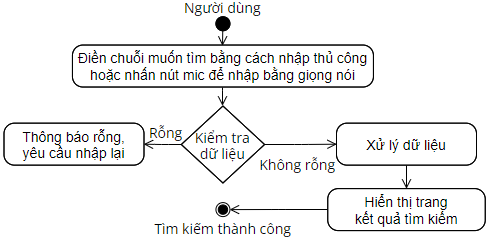 Người dùng
Điền chuỗi muốn tìm bằng cách nhập thủ công
hoặc nhấn nút mic để nhập bằng giọng nói
Thông báo rỗng,
yêu cầu nhập lại
Rỗng
Kiểm tra
dữ liệu
Không rỗng
Xử lý dữ liệu
Hiển thị trang
kết quả tìm kiếm
Tìm kiếm thành công